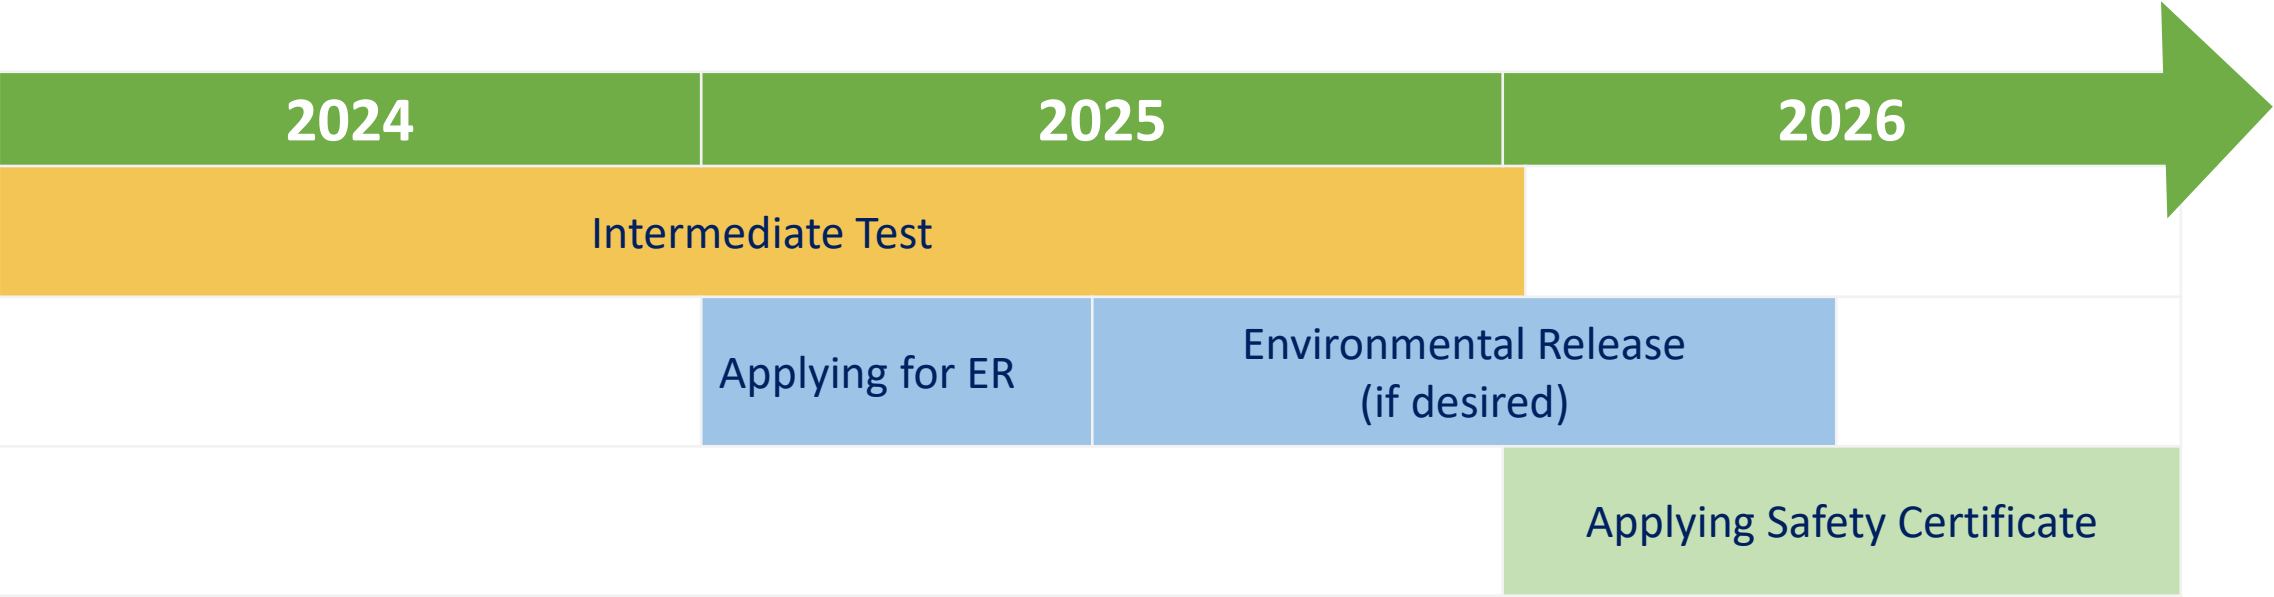 2024
2025
2026
Intermediate Test
Applying for ER
Environmental Release
(if desired)
Applying Safety Certificate